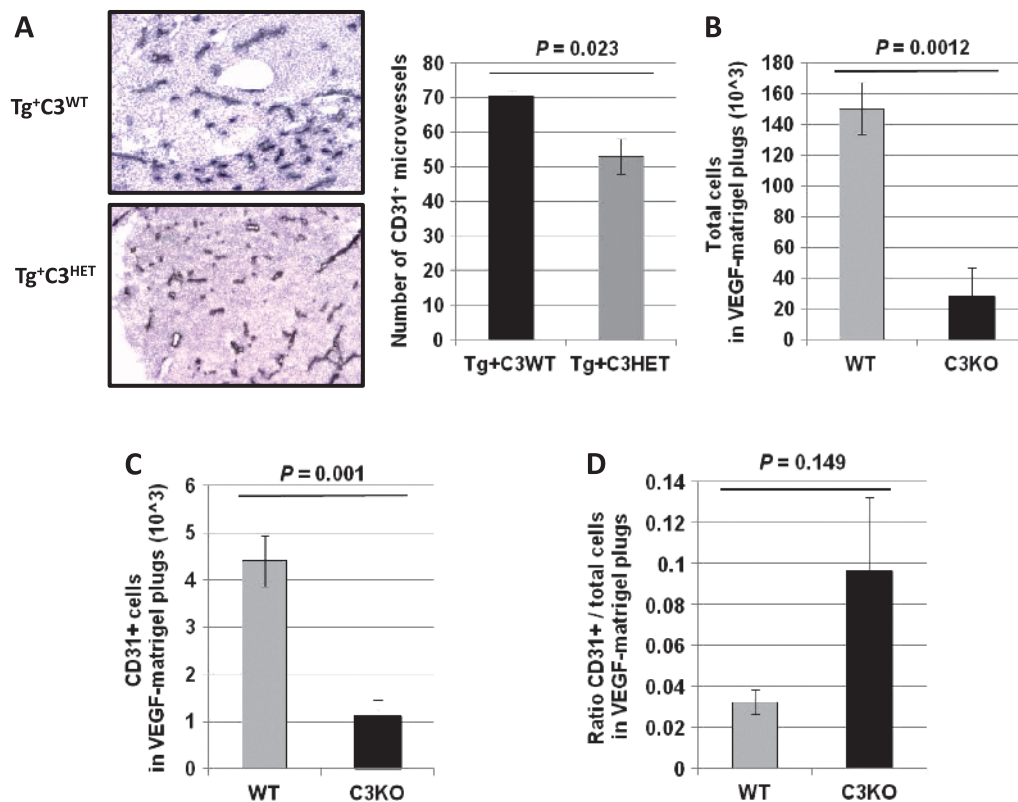 A
Tg⁺C3ᵂᵀ
Tg⁺C3ᴴᴱᵀ
P = 0.023
Number of CD31⁺ microvessels
80
70
60
50
40
30
20
10
0
Tg+C3WT Tg+C3HET
B
P = 0.0012
Total cells
in VEGF-matrigel plugs (10^3)
180
160
140
120
100
80
60
40
20
0
WT C3KO
C
P = 0.001
CD31+ cells
in VEGF-matrigel plugs (10^3)
6
5
4
3
2
1
0
WT C3KO
D
P = 0.149
Ratio CD31+ / total cells
in VEGF-matrigel plugs
0.14
0.12
0.1
0.08
0.06
0.04
0.02
0
WT C3KO